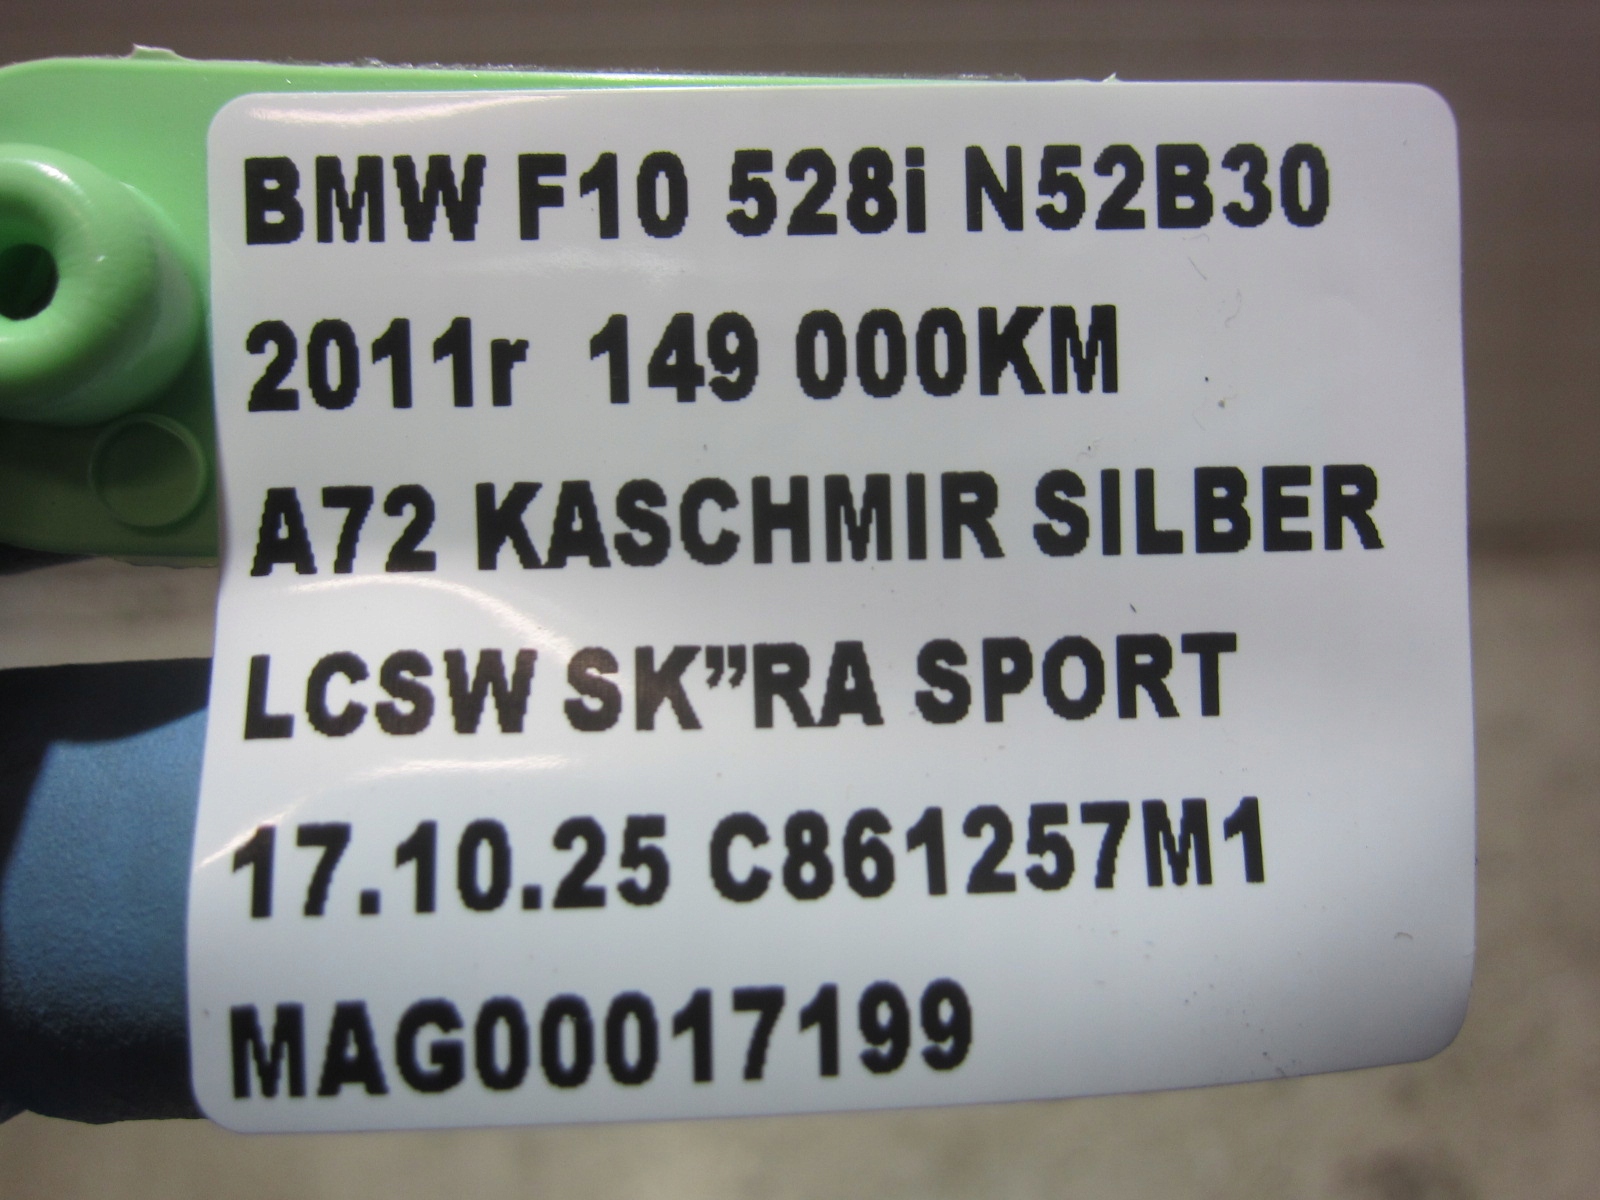 BMW F10 528i N52B30
2011r 149 000KM
A72 KASCHMIR SILBER
LCSW SK”RA SPORT
17.10.25 C861257M1
MAG00017199